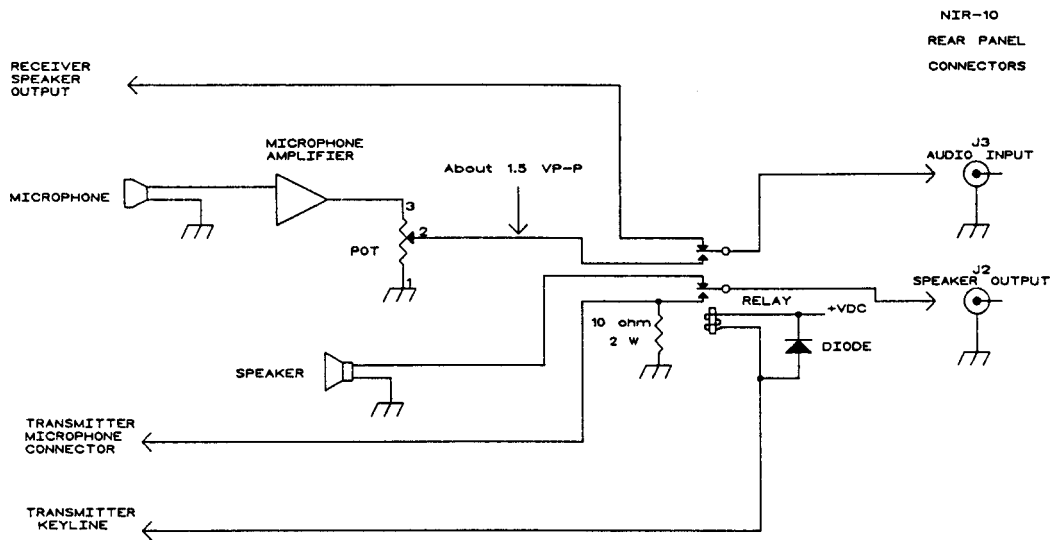 NIR-10
REAR PANEL
CONNECTORS
RECEIVER
SPEAKER
OUTPUT
MICROPHONE
AMPLIFIER
About 1.5 VP-P
J3
AUDIO INPUT
MICROPHONE
3
2
POT
1
J2
SPEAKER OUTPUT
RELAY
+VDC
10 ohm
2 W
DIODE
SPEAKER
TRANSMITTER
MICROPHONE
CONNECTOR
TRANSMITTER
KEYLINE